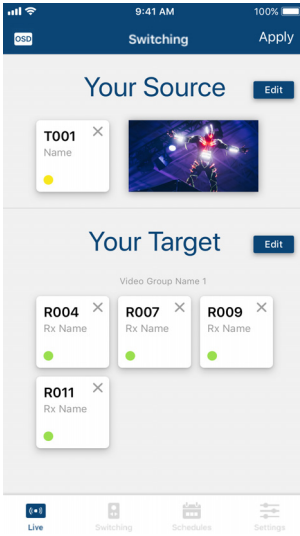 9:41 AM
100%
OSD
Switching
Apply
Your Source
Edit
T001
Name
Your Target
Edit
Video Group Name 1
R004
Rx Name
R007
Rx Name
R009
Rx Name
R011
Rx Name
Live
Switching
Schedules
Settings